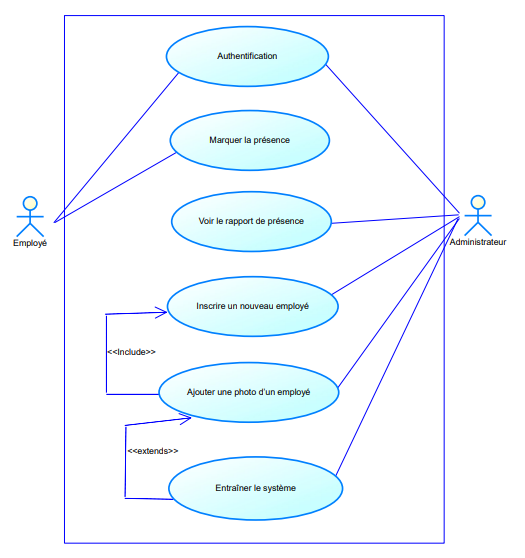 Authentification
Marquer la présence
Voir le rapport de présence
Employé
Administrateur
Inscrire un nouveau employé
<<Include>>
Ajouter une photo d'un employé
<<extends>>
Entraîner le système